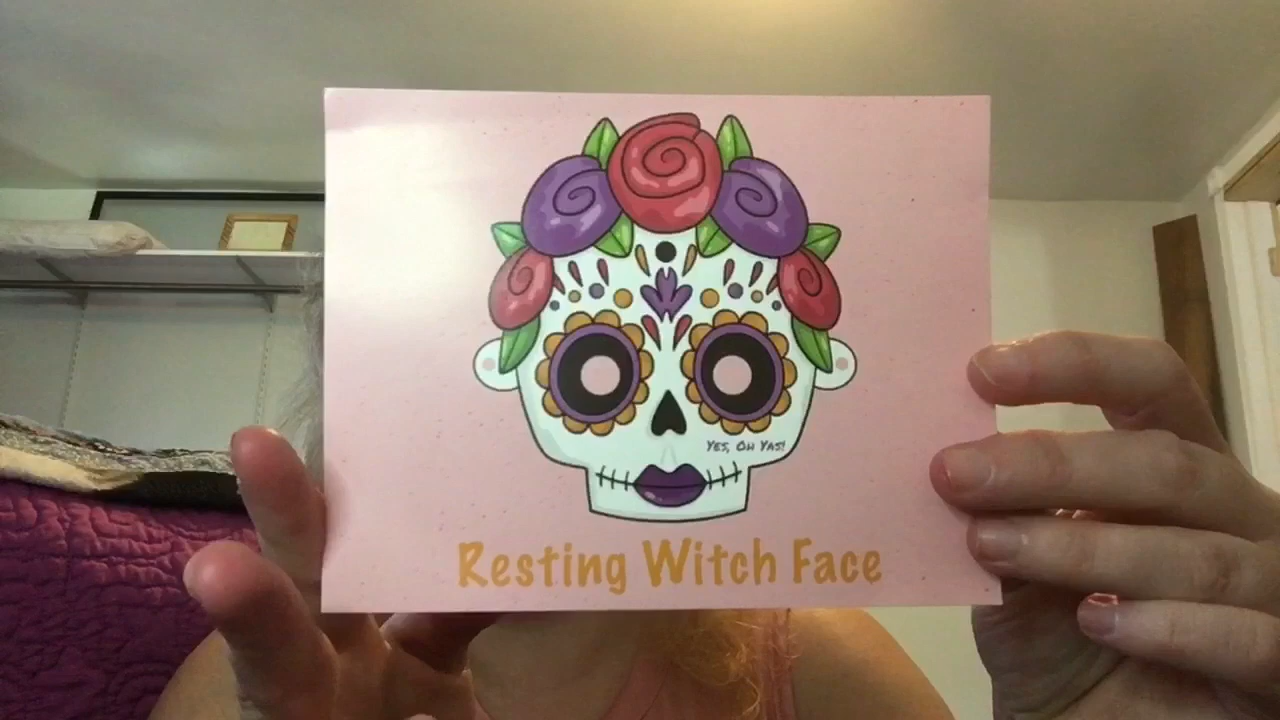 Yes, Oh Yas!
Resting Witch Face